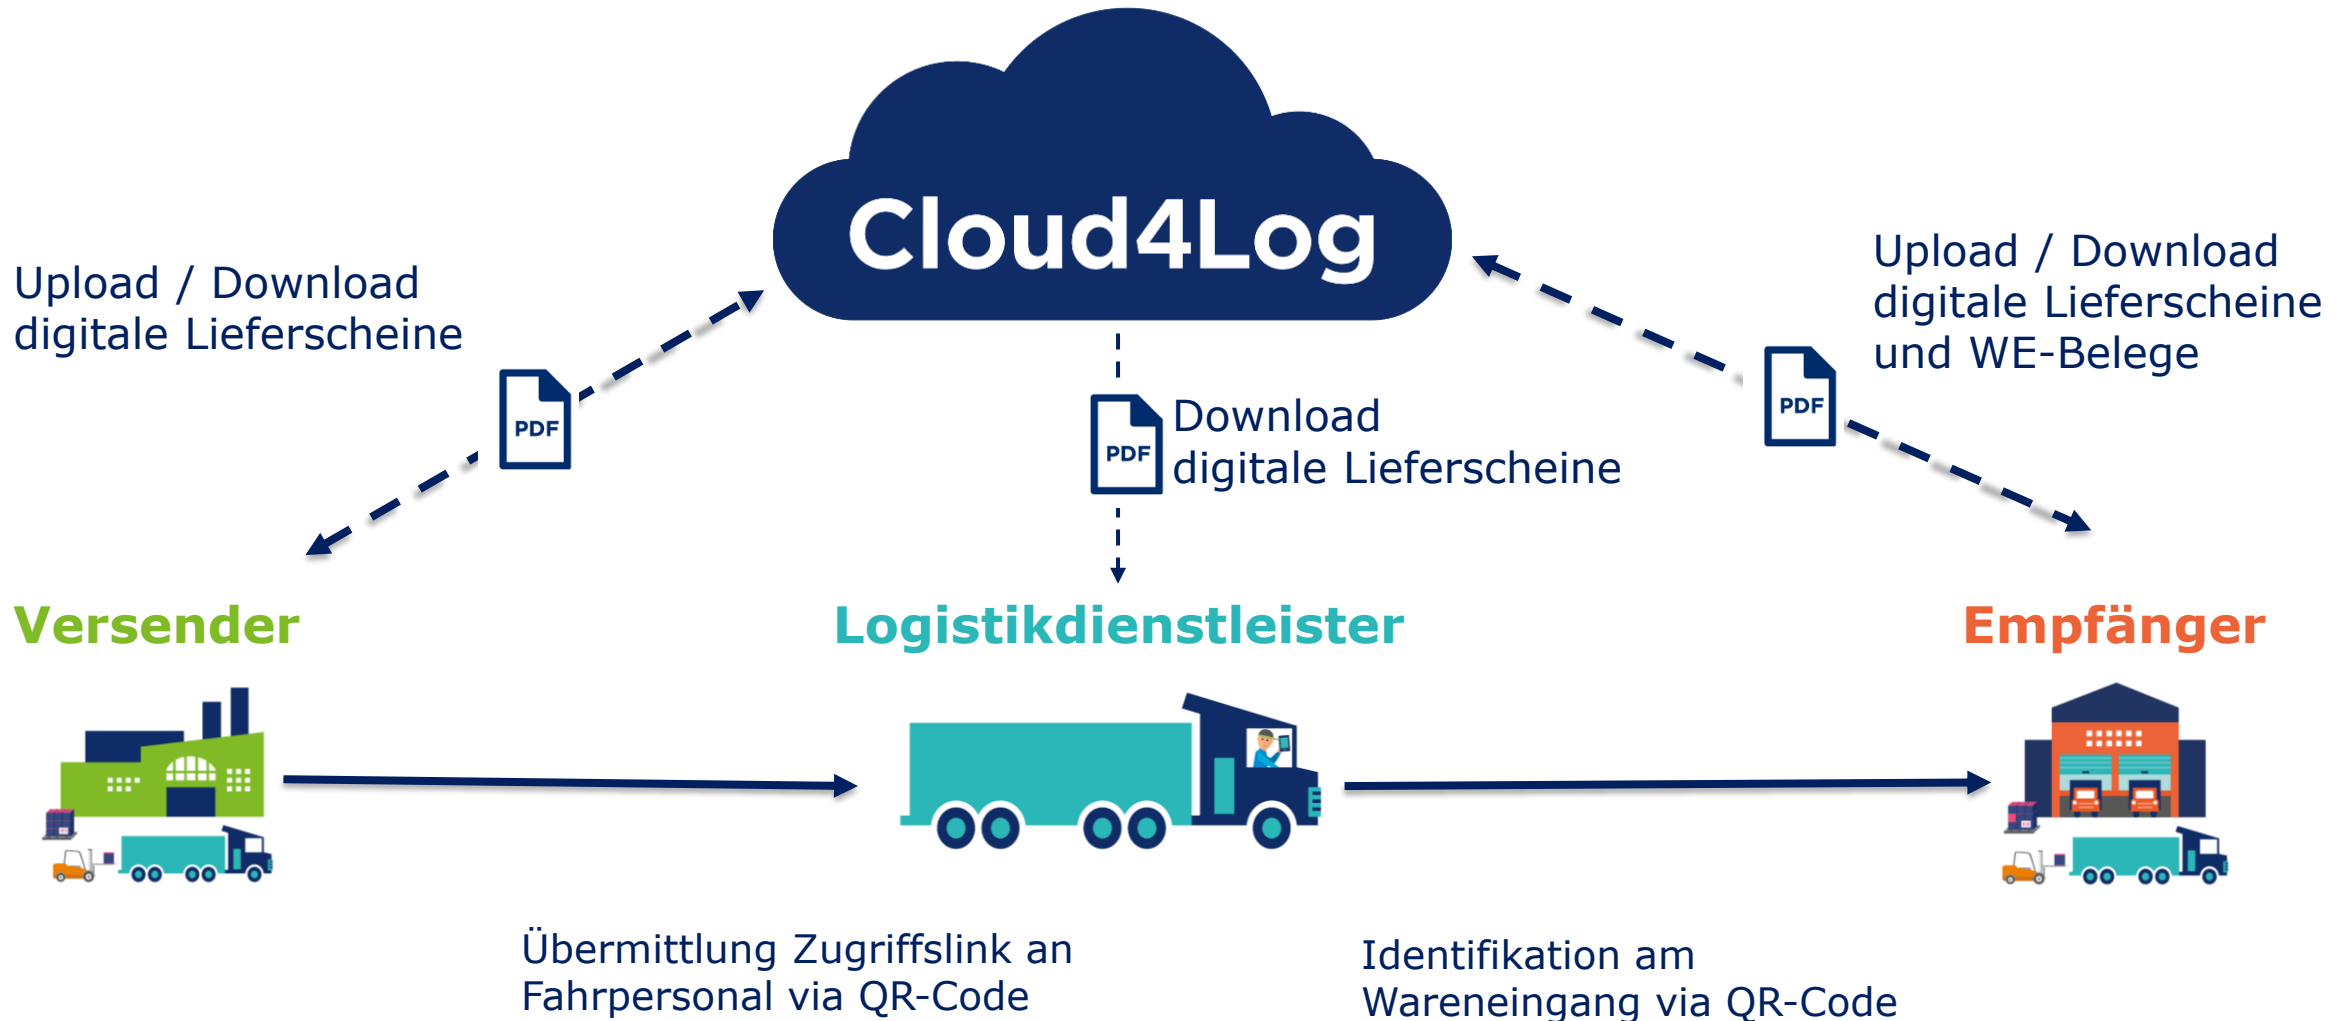 Cloud4Log
Upload / Download
digitale Lieferscheine
Upload / Download
digitale Lieferscheine
und WE-Belege
PDF
PDF
Download
digitale Lieferscheine
PDF
Versender
Logistikdienstleister
Empfänger
Übermittlung Zugriffslink an
Fahrpersonal via QR-Code
Identifikation am
Wareneingang via QR-Code